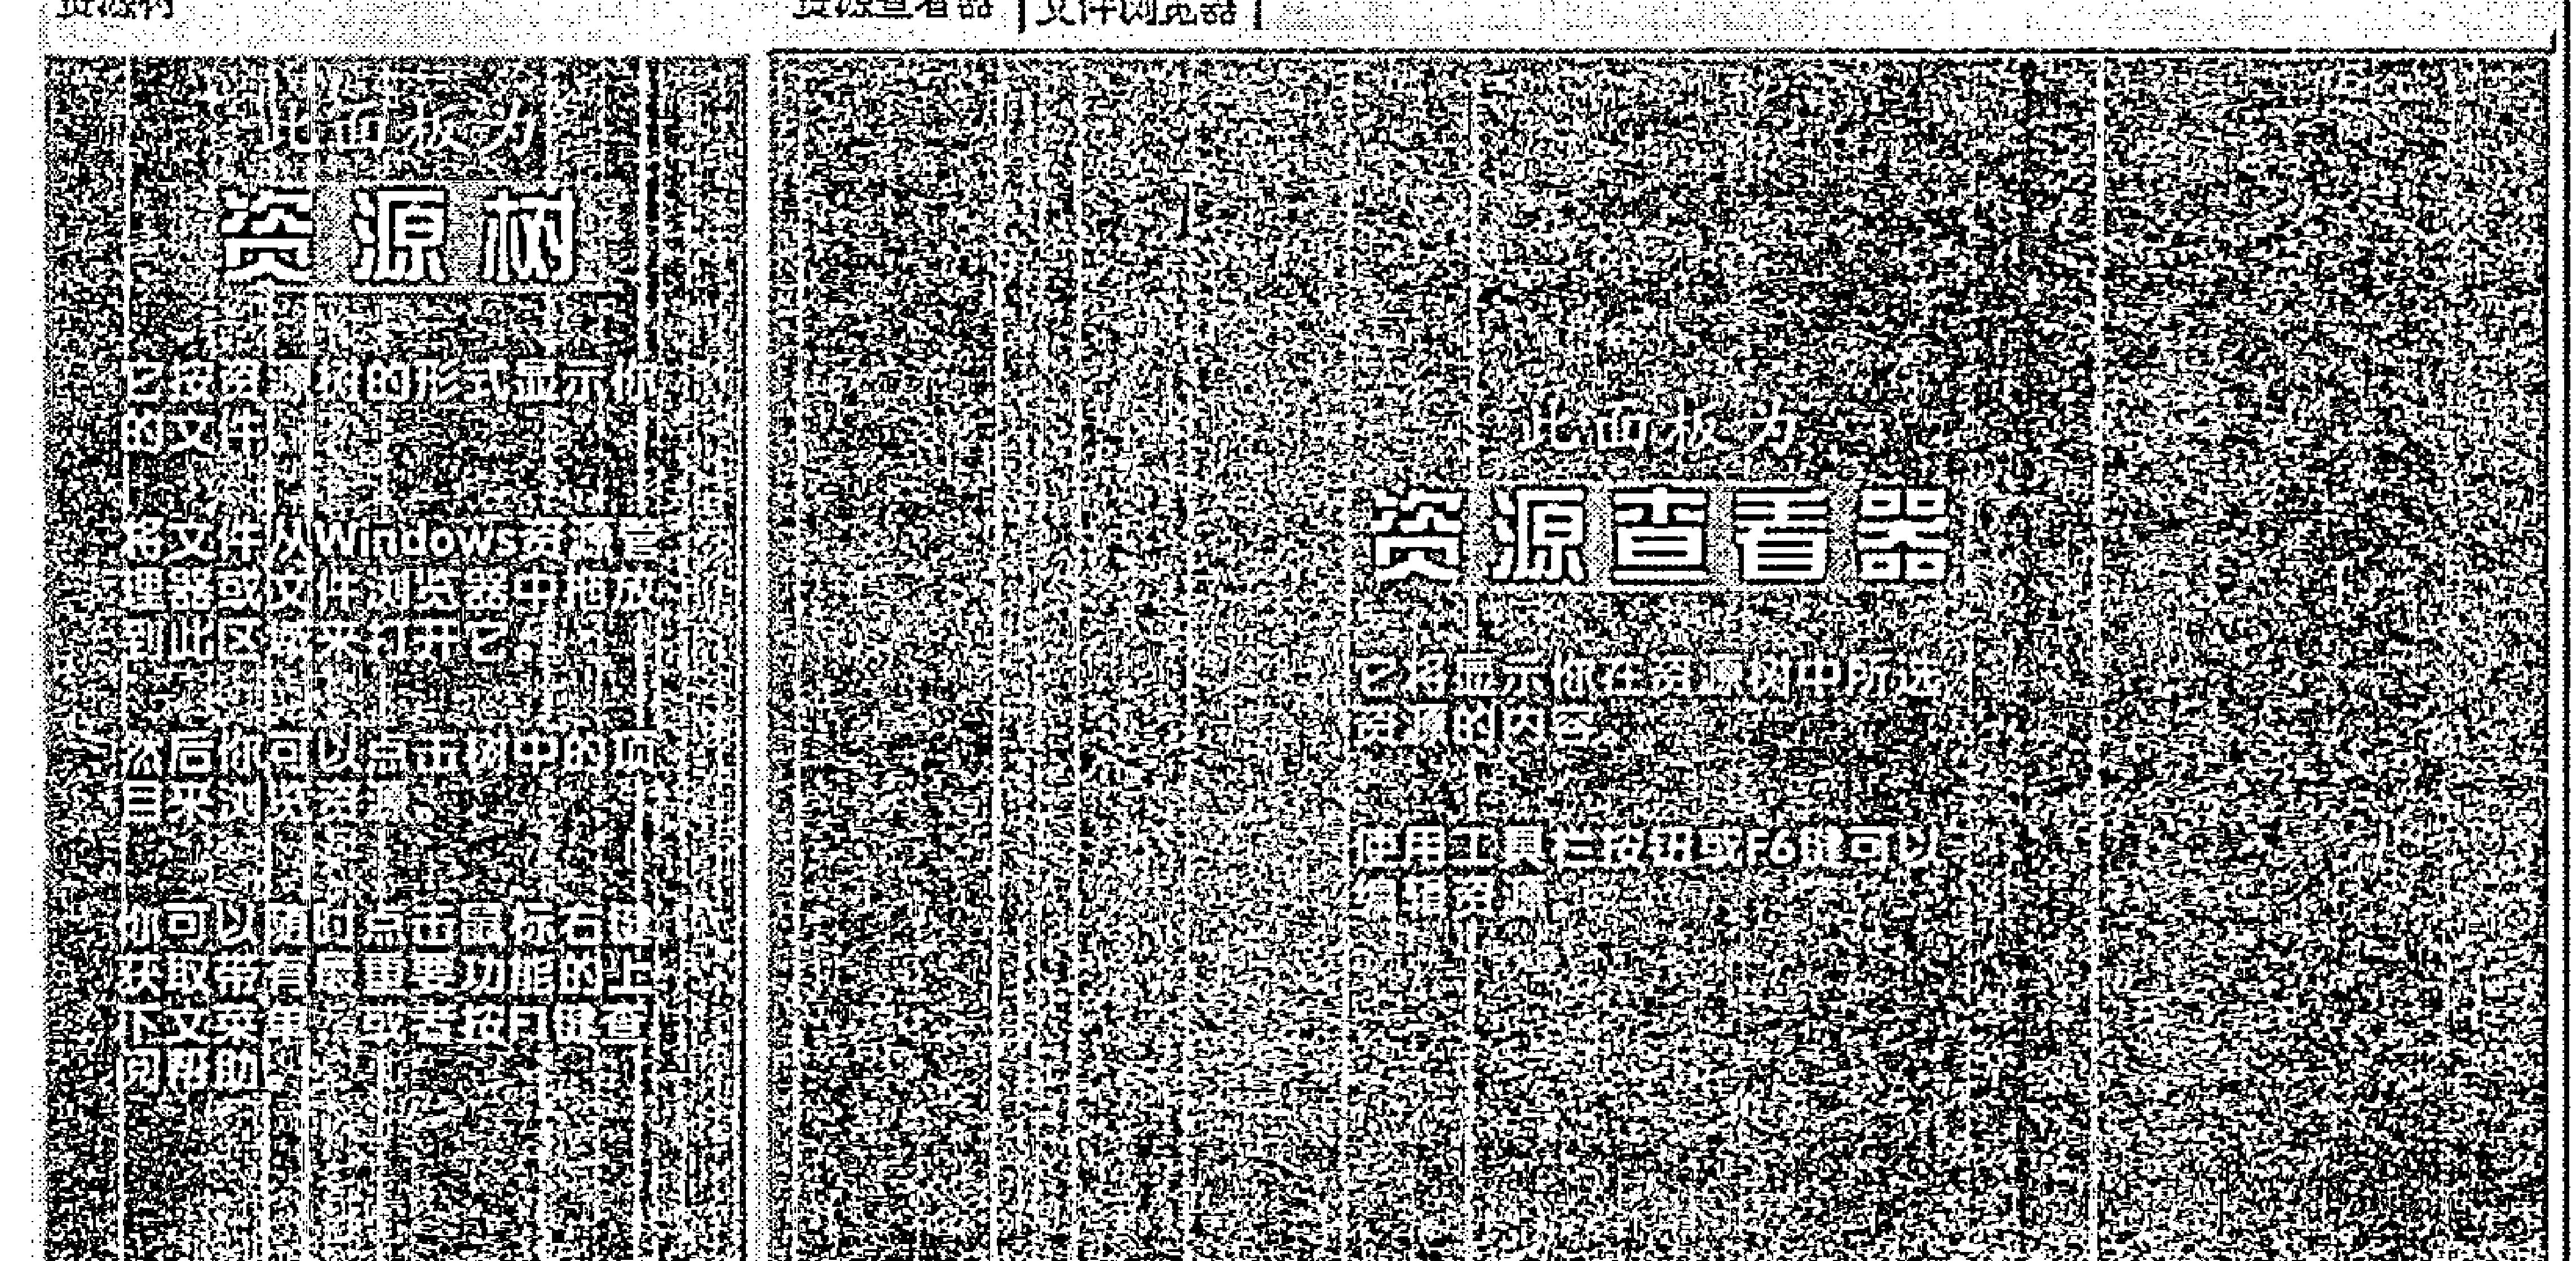 资源树
资源查看器 文件浏览器
此面板为
资源树
它按资源树的形式显示你
的文件
将文件从Windows资源管
理器或文件浏览器中拖放
到此区域来打开它。
然后你可以点击树中的项
目来浏览资源。
你可以随时点击鼠标右键
获取带有最重要功能的上
下文菜单，或者按F1键查
阅帮助。
此面板为
资源查看器
它将显示你在资源树中所选
资源的内容
使用工具栏按钮或F6键可以
编辑资源